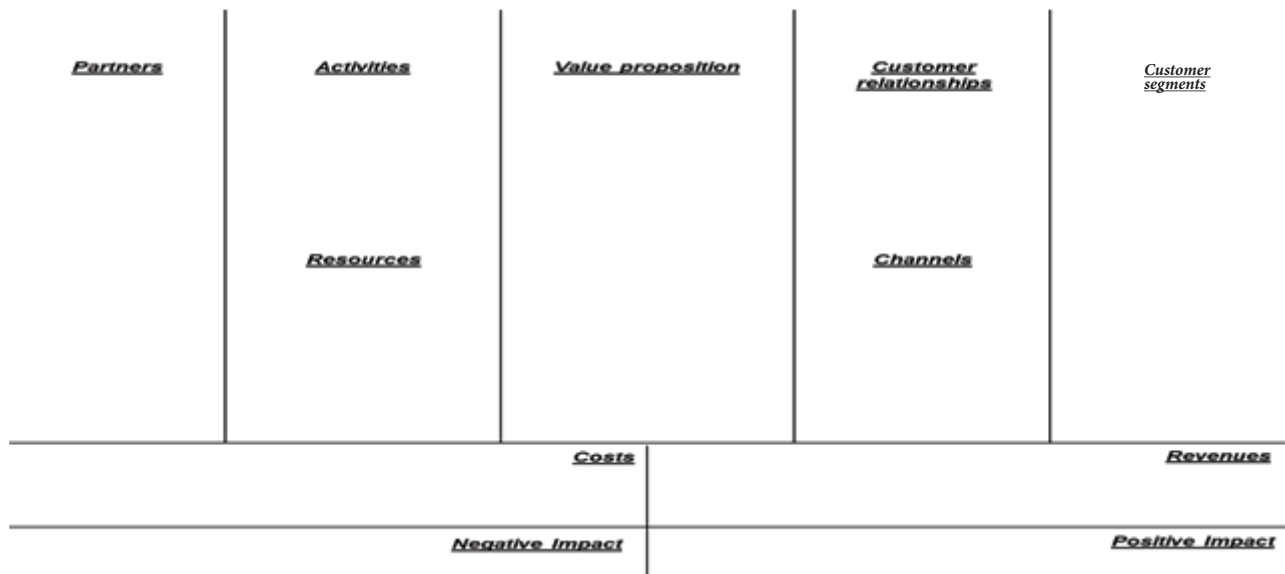 Partners
Activities
Value proposition
Customer
relationships
Customer
segments
Resources
Channels
Costs
Revenues
Negative Impact
Positive Impact